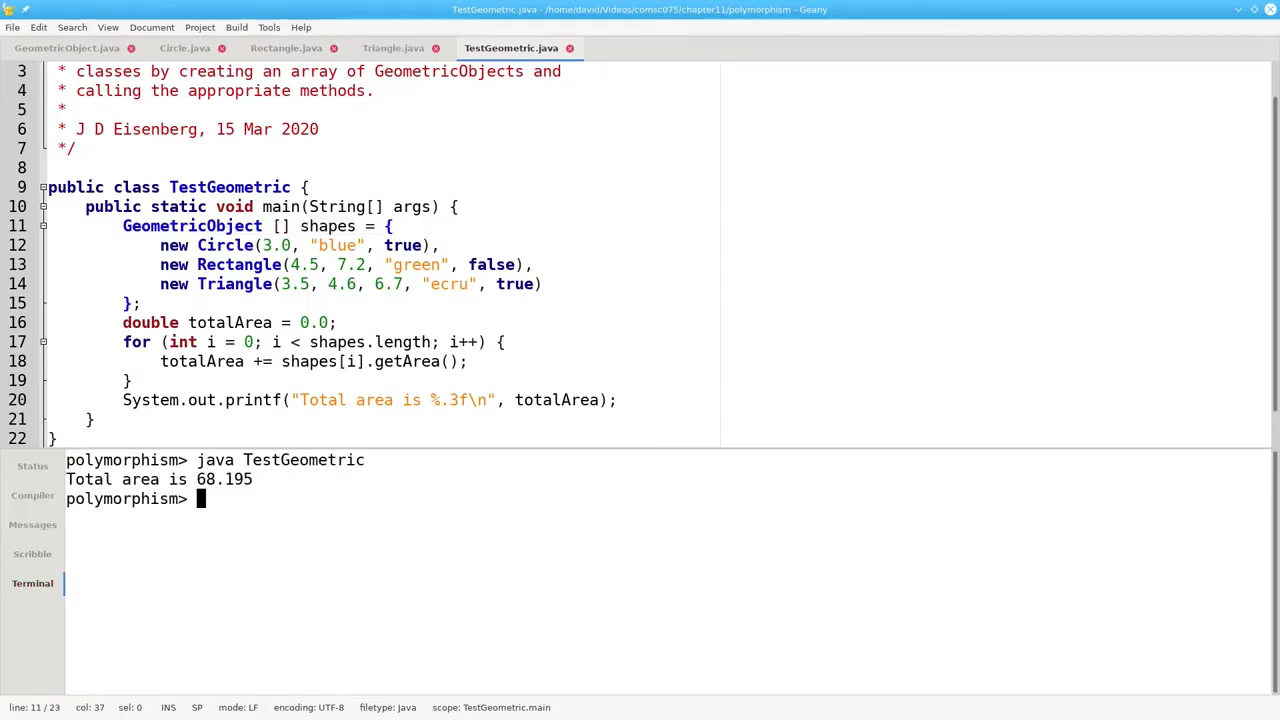 TestGeometric.java - /home/david/Videos/comsc075/chapter11/polymorphism - Geany
File Edit Search View Document Project Build Tools Help
GeometricObject.java Circle.java Rectangle.java Triangle.java TestGeometric.java
3  * classes by creating an array of GeometricObjects and
4  * calling the appropriate methods.
5  *
6  * J D Eisenberg, 15 Mar 2020
7  */
8
9 public class TestGeometric {
10     public static void main(String[] args) {
11         GeometricObject [] shapes = {
12             new Circle(3.0, "blue", true),
13             new Rectangle(4.5, 7.2, "green", false),
14             new Triangle(3.5, 4.6, 6.7, "ecru", true)
15         };
16         double totalArea = 0.0;
17         for (int i = 0; i < shapes.length; i++) {
18             totalArea += shapes[i].getArea();
19         }
20         System.out.printf("Total area is %.3f\n", totalArea);
21     }
22 }
Status
Compiler
Messages
Scribble
Terminal
polymorphism> java TestGeometric
Total area is 68.195
polymorphism>
line: 11 / 23 col: 37 sel: 0 INS SP mode: LF encoding: UTF-8 filetype: Java scope: TestGeometric.main